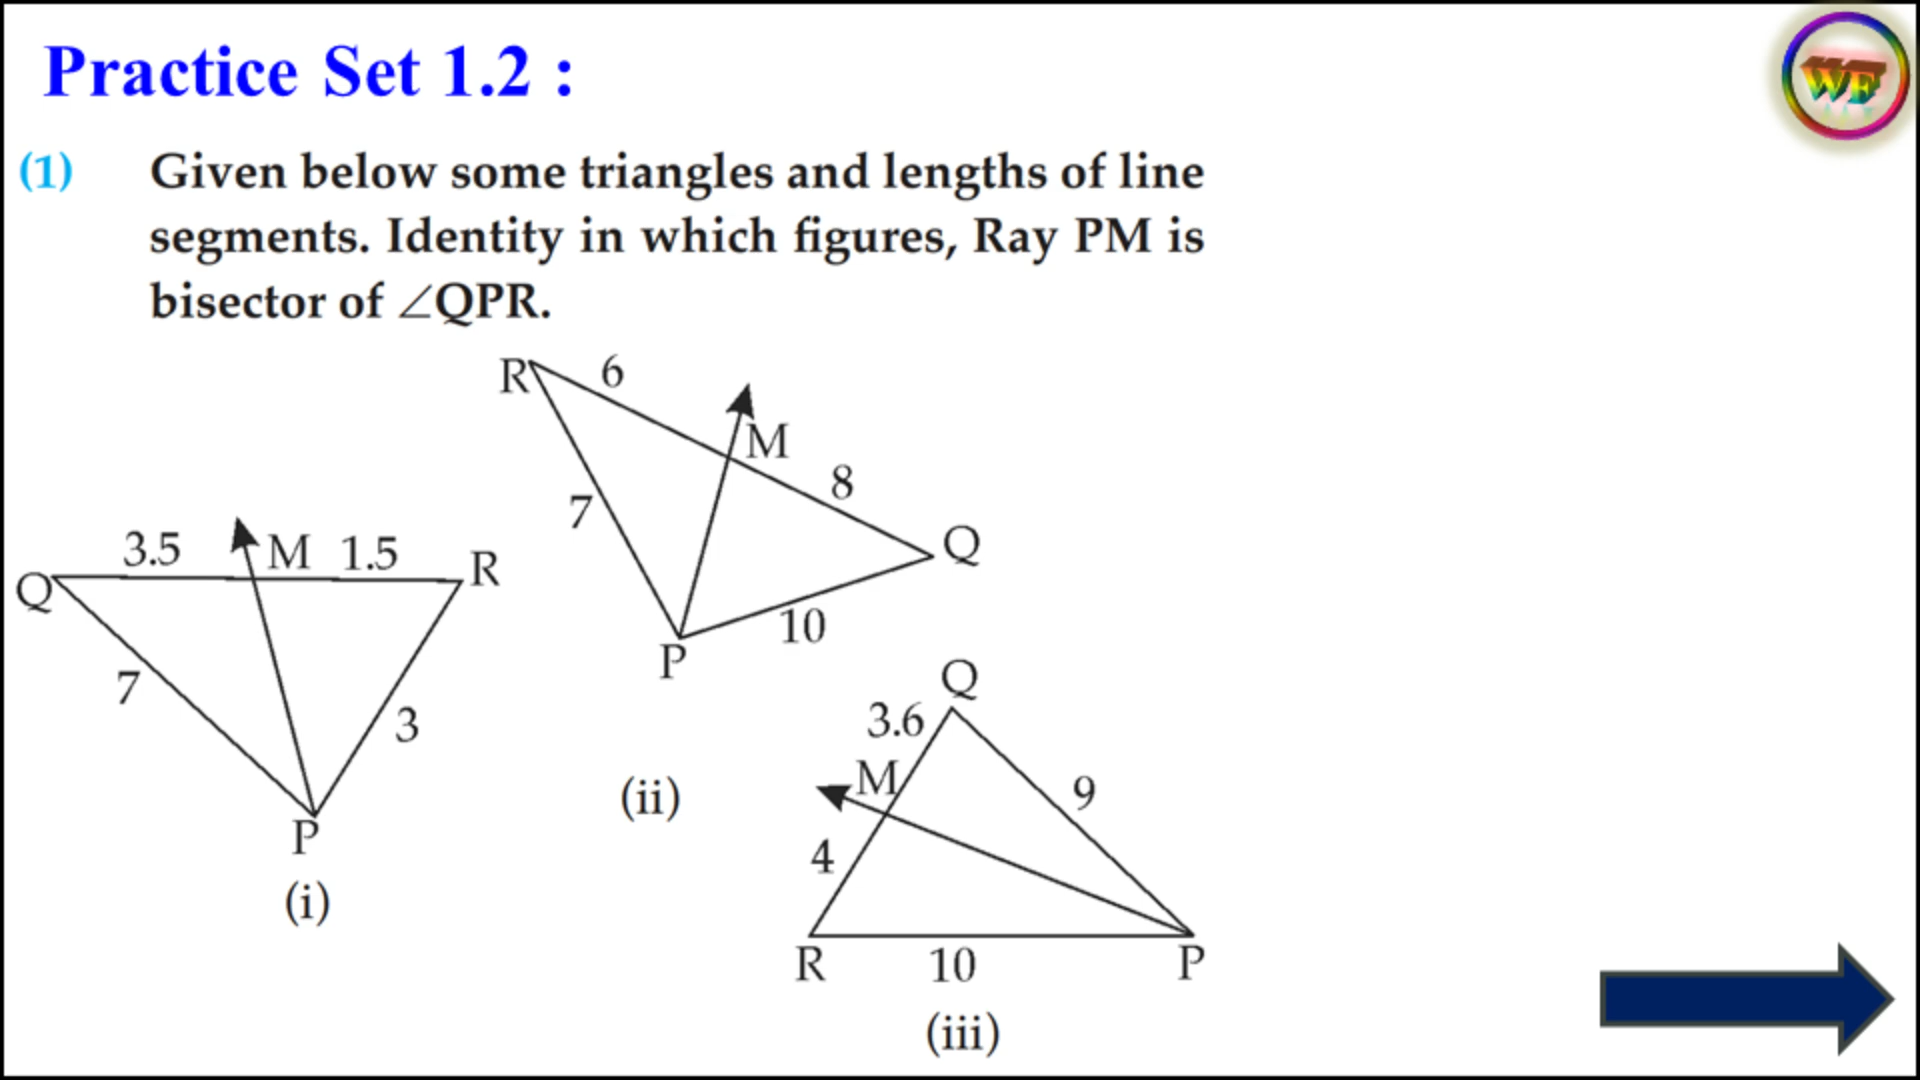 Practice Set 1.2 :
WE
(1) Given below some triangles and lengths of line
segments. Identity in which figures, Ray PM is
bisector of ∠QPR.
R 6
M
8
7
Q
10
P
3.5 M 1.5 R
Q
7
3
P
(i)
(ii)
Q
3.6
M
9
4
R 10 P
(iii)